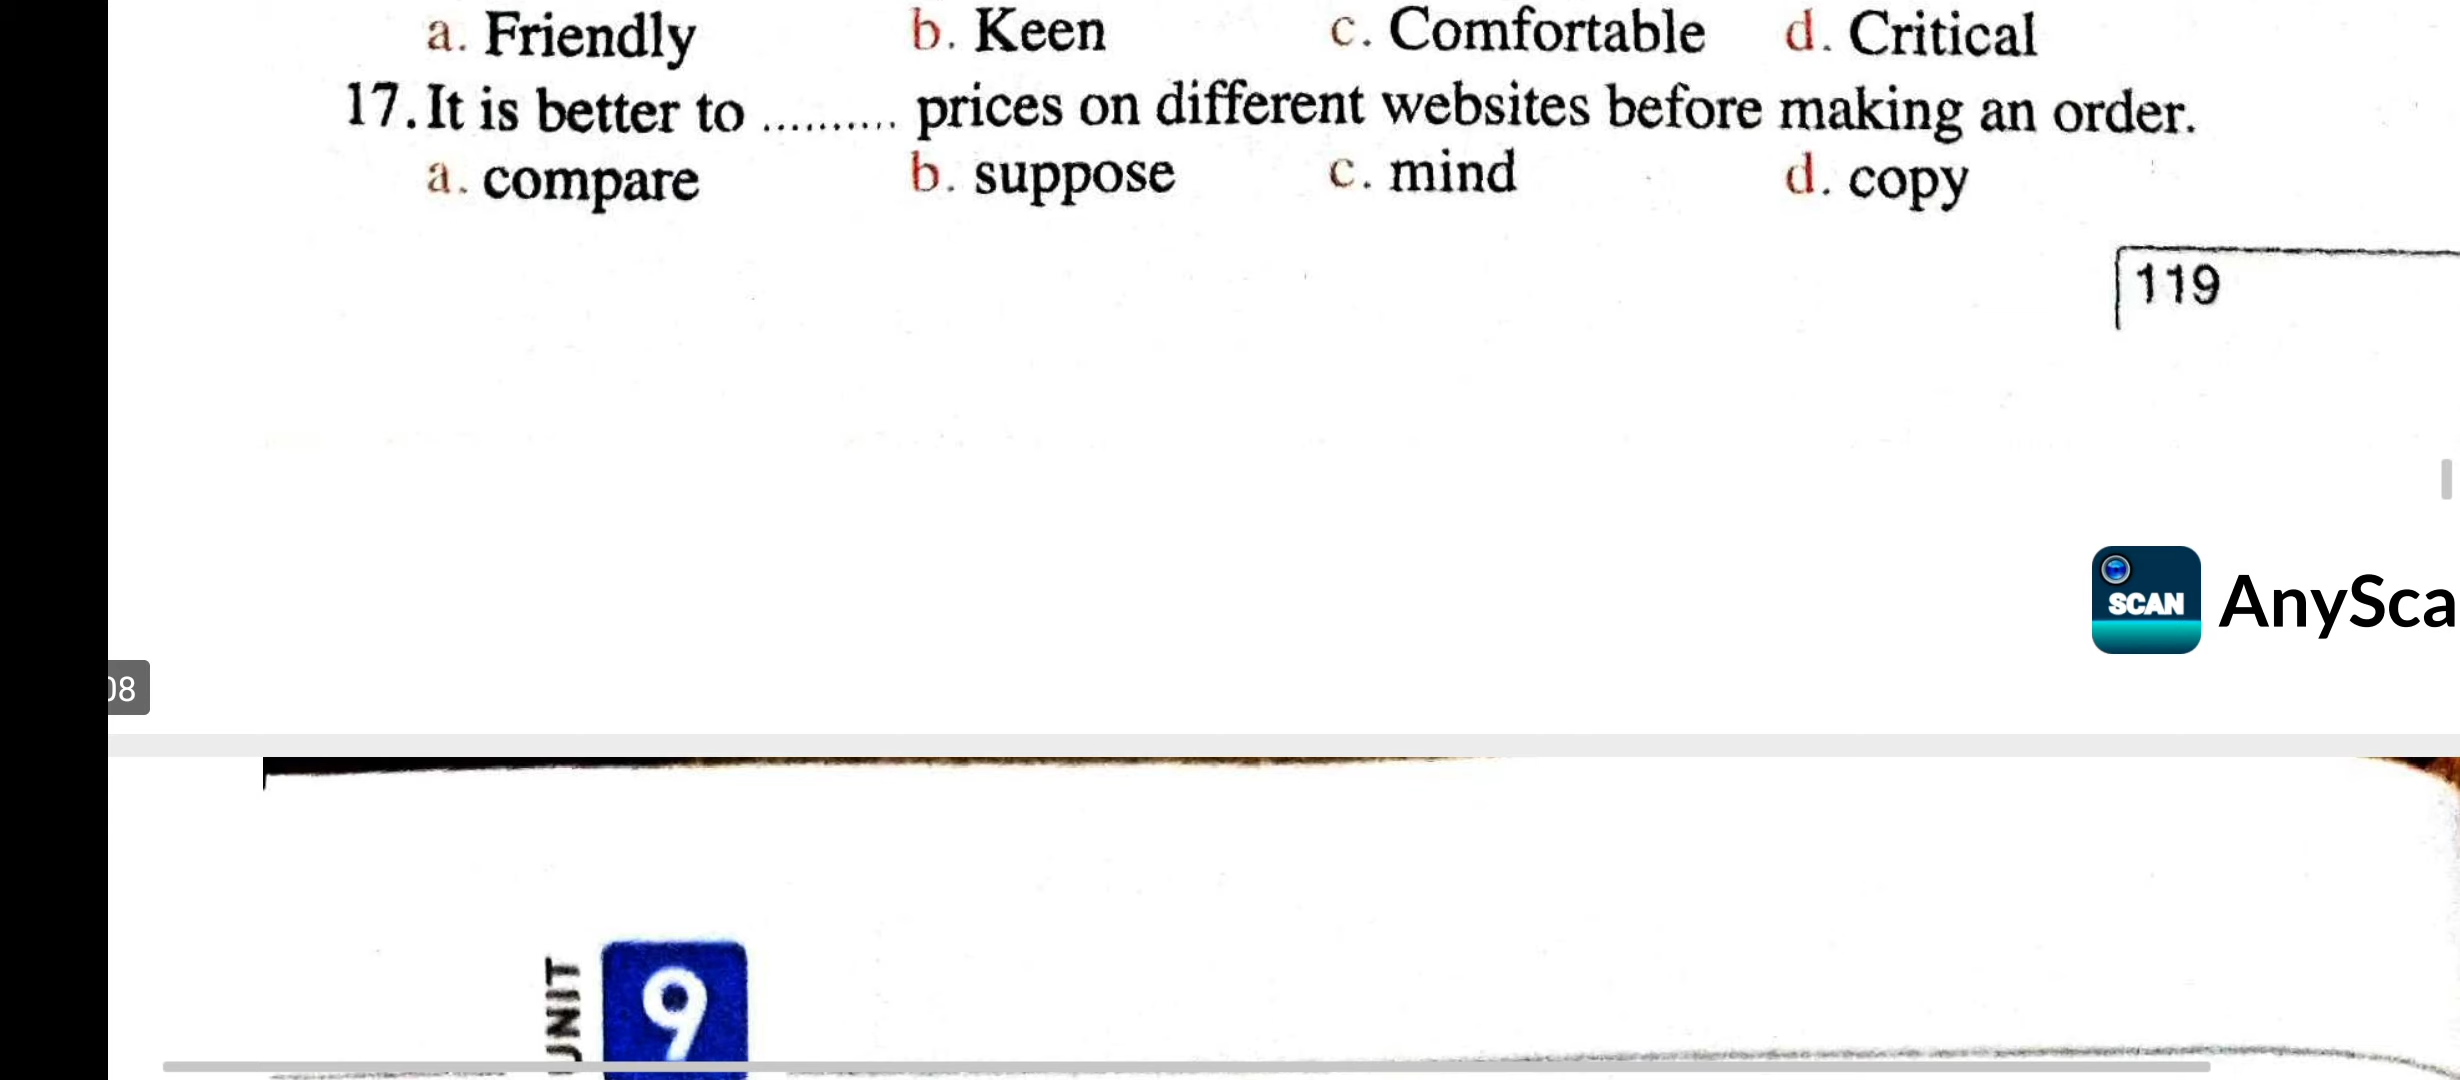 a. Friendly b. Keen c. Comfortable d. Critical
17. It is better to .......... prices on different websites before making an order.
a. compare b. suppose c. mind d. copy
119
SCAN AnySca
08
UNIT 9